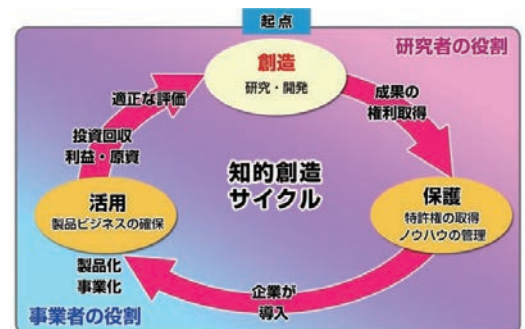 起点
研究者の役割
創造
研究・開発
適正な評価
成果の
権利取得
投資回収
利益・原資
知的創造
サイクル
活用
製品ビジネスの確保
保護
特許権の取得
ノウハウの管理
製品化
事業化
企業が
導入
事業者の役割